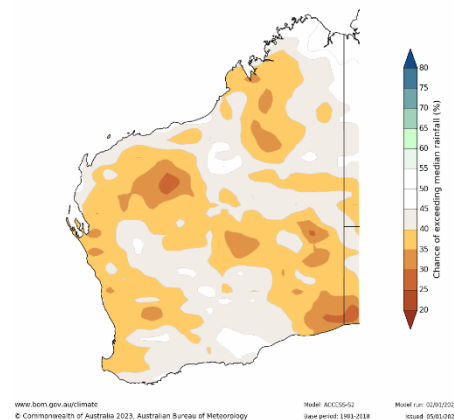 80
75
70
65
60
55
50
45
40
35
30
25
20
Chance of exceeding median rainfall (%)
www.bom.gov.au/climate
© Commonwealth of Australia 2023, Australian Bureau of Meteorology
Model: ACCESS-S2
Base period: 1981-2018
Model run: 02/01/202
Issued: 05/01/202